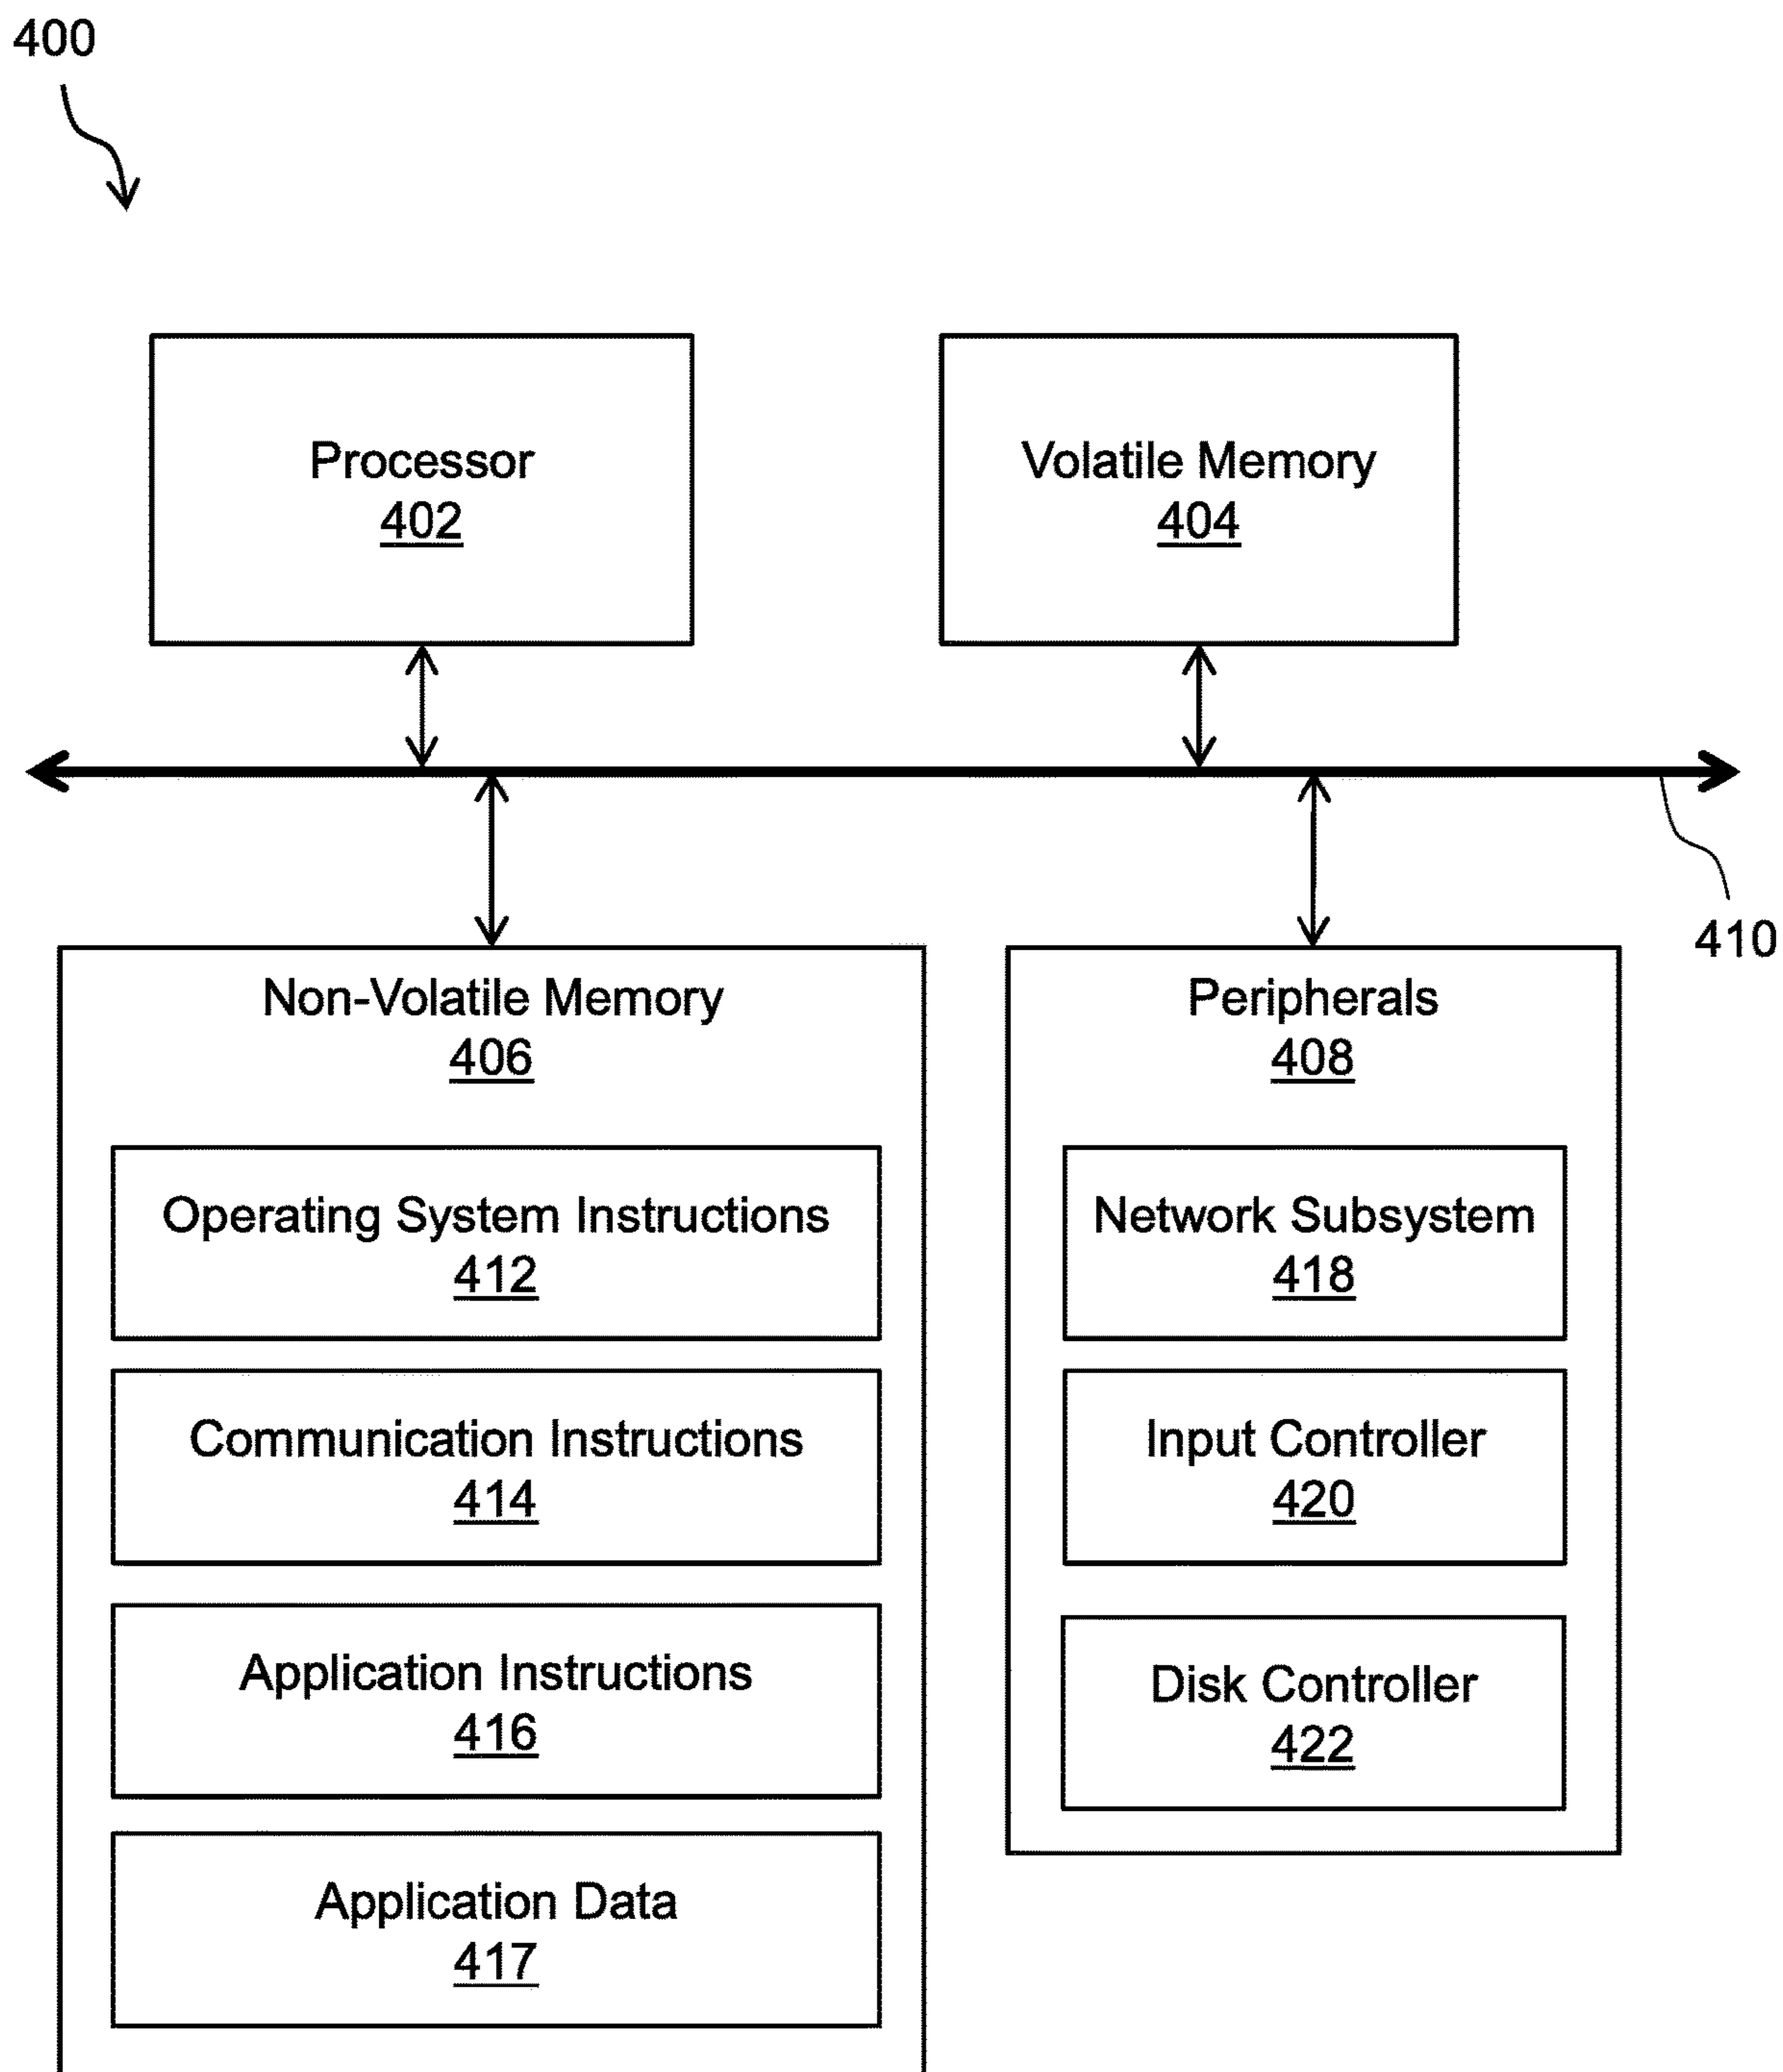 400
Processor
402
Volatile Memory
404
410
Non-Volatile Memory
406
Operating System Instructions
412
Communication Instructions
414
Application Instructions
416
Application Data
417
Peripherals
408
Network Subsystem
418
Input Controller
420
Disk Controller
422